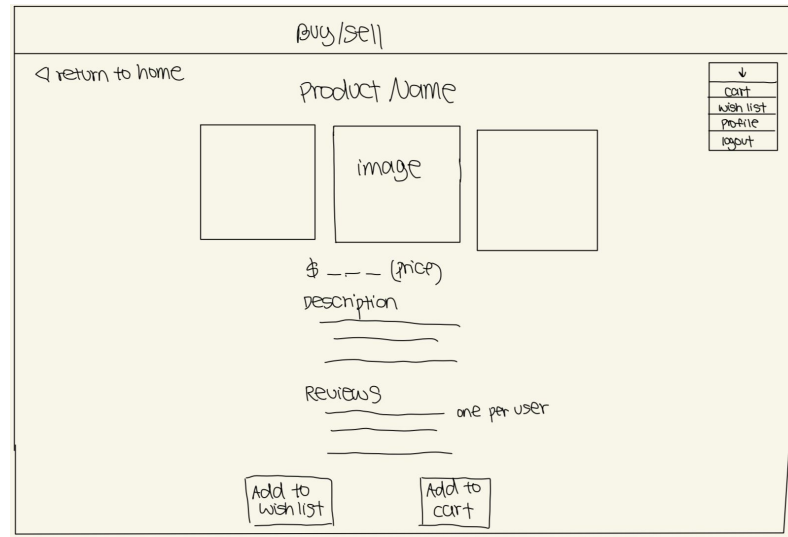 Buy/sell
◁ return to home
Product Name
↓
cart
wish list
profile
logout
image
$ _._ _ (price)
Description
Reviews
one per user
Add to
wish list
Add to
cart